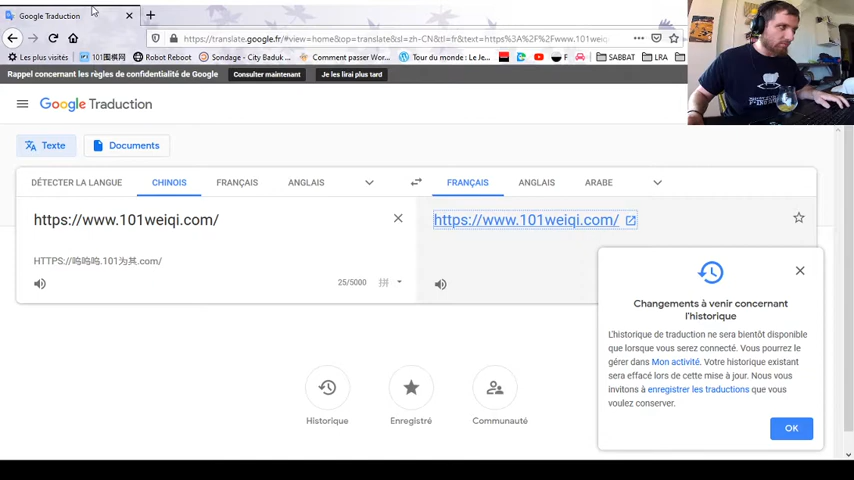 Google Traduction
https://translate.google.fr/#view=home&op=translate&sl=zh-CN&tl=fr&text=https%3A%2F%2Fwww.101weiq
Les plus visités 101围棋网 Robot Reboot Sondage - City Baduk Comment passer Wor... Tour du monde : Le Je... F SABBAT LRA
Rappel concernant les règles de confidentialité de Google Consulter maintenant Je les lirai plus tard
Google Traduction
Texte Documents
DÉTECTER LA LANGUE CHINOIS FRANÇAIS ANGLAIS FRANÇAIS ANGLAIS ARABE
https://www.101weiqi.com/ https://www.101weiqi.com/
HTTPS://呜呜呜.101为其.com/
25/5000 拼
Changements à venir concernant
l'historique
L'historique de traduction ne sera bientôt disponible
que lorsque vous serez connecté. Vous pourrez le
gérer dans Mon activité. Votre historique existant
sera effacé lors de cette mise à jour. Nous vous
invitons à enregistrer les traductions que vous
voulez conserver.
OK
Historique Enregistré Communauté